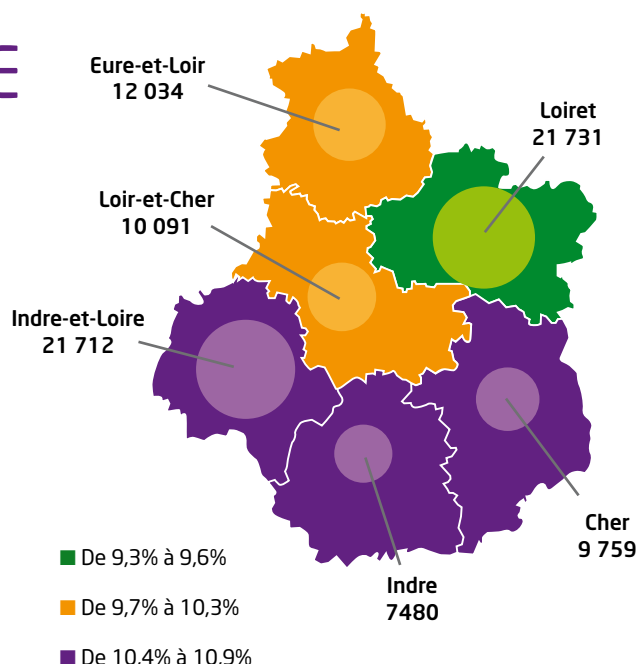 Eure-et-Loir
12 034
Loiret
21 731
Loir-et-Cher
10 091
Indre-et-Loire
21 712
Cher
9 759
Indre
7480
De 9,3% à 9,6%
De 9,7% à 10,3%
De 10,4% à 10,9%